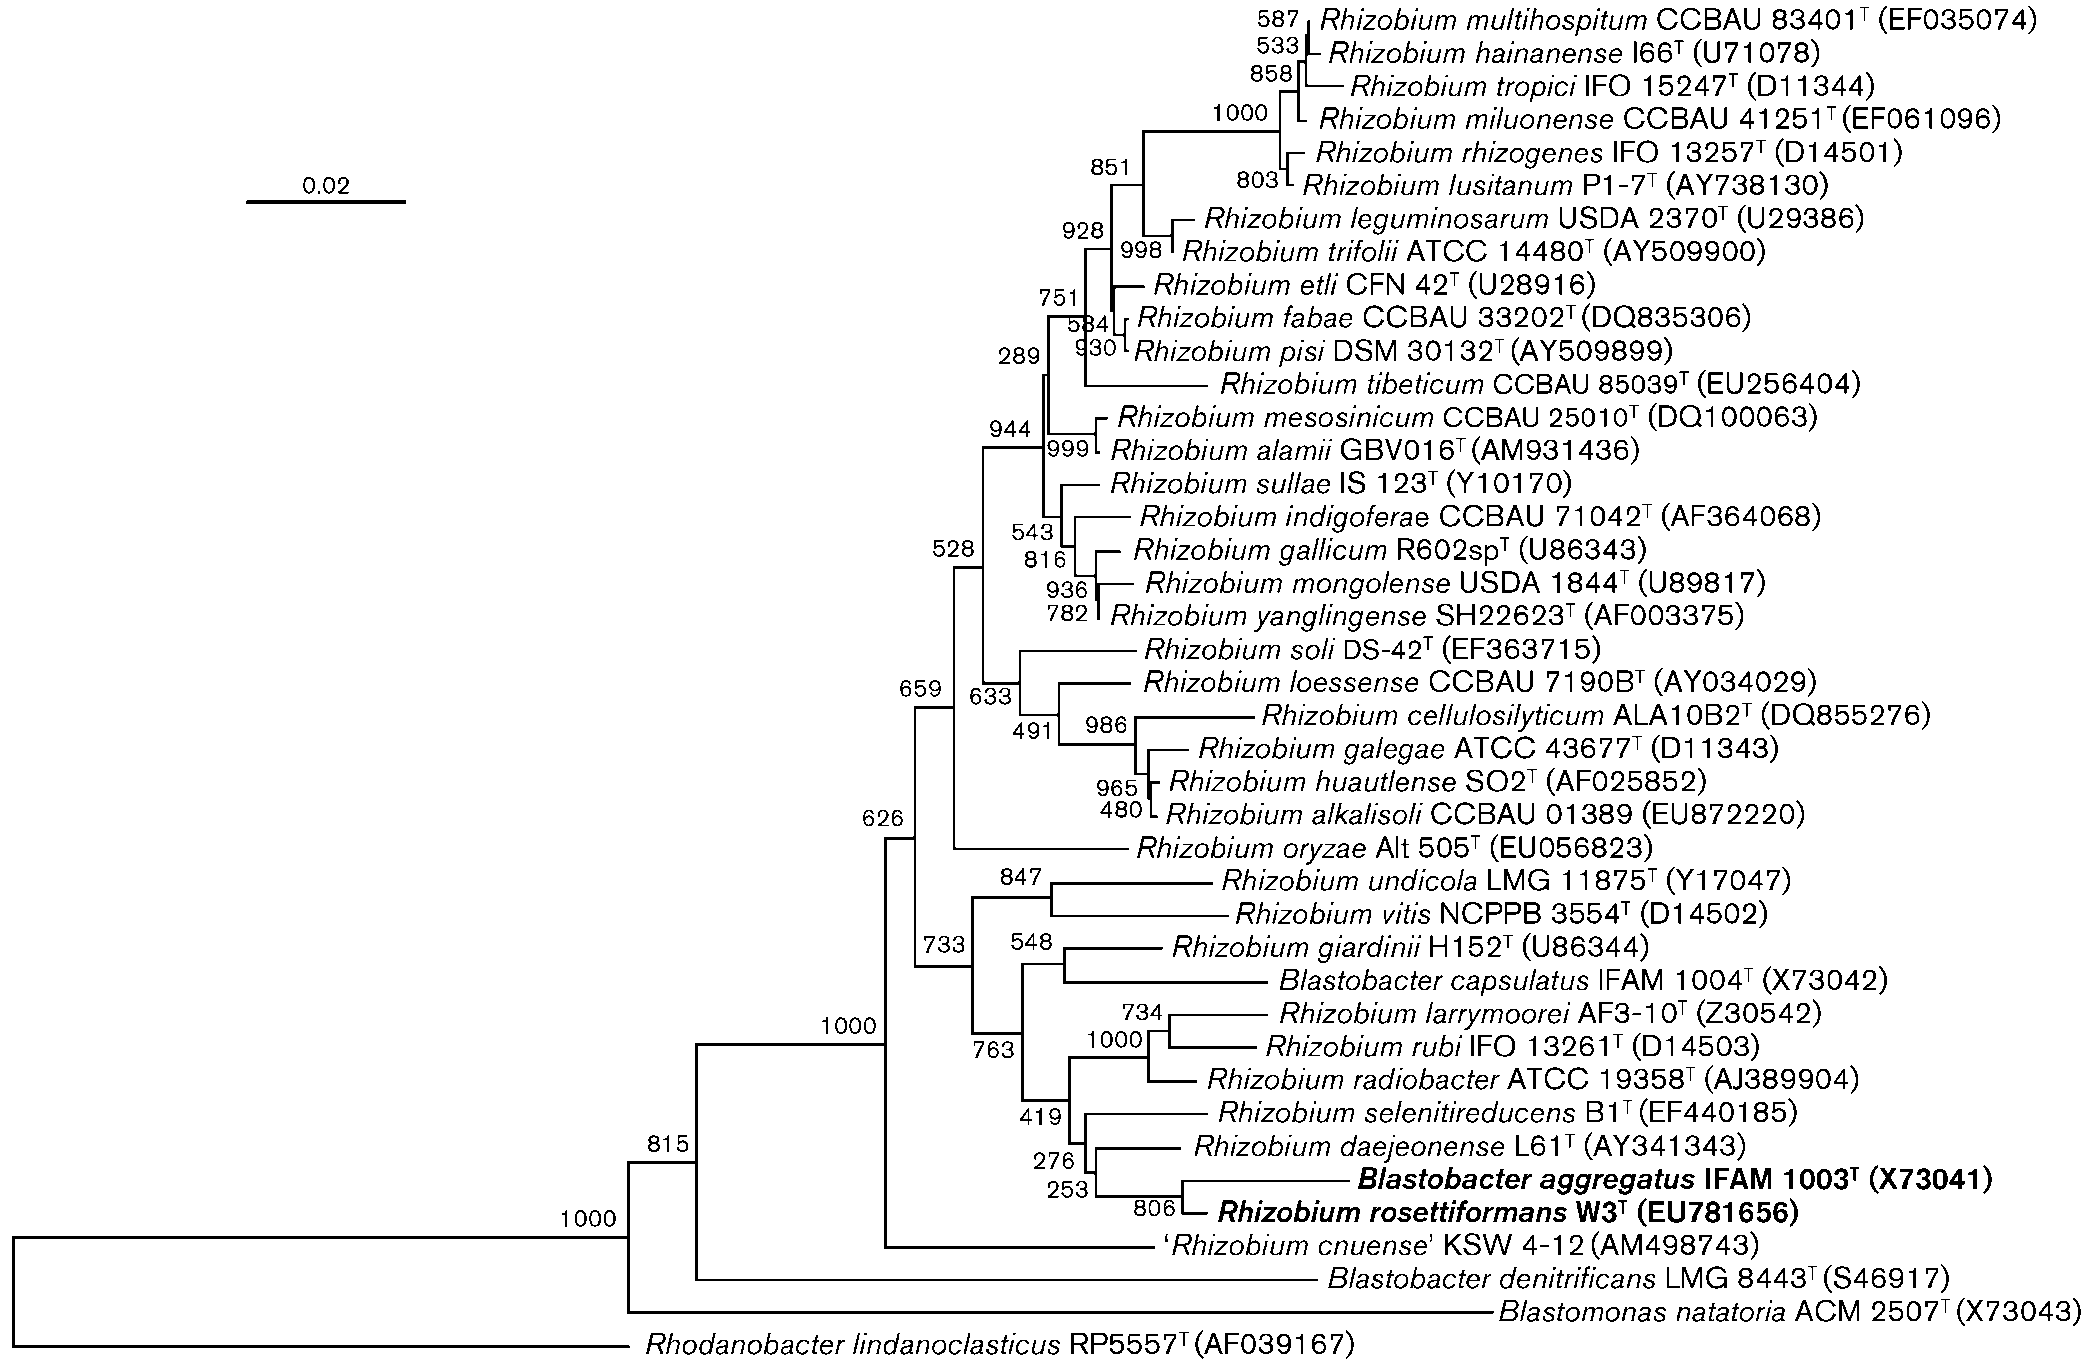 587 Rhizobium multihospitum CCBAU 83401ᵀ (EF035074)
533 Rhizobium hainanense I66ᵀ (U71078)
858 Rhizobium tropici IFO 15247ᵀ (D11344)
1000 Rhizobium miluonense CCBAU 41251ᵀ (EF061096)
Rhizobium rhizogenes IFO 13257ᵀ (D14501)
851
803 Rhizobium lusitanum P1-7ᵀ (AY738130)
0.02
Rhizobium leguminosarum USDA 2370ᵀ (U29386)
928
998 Rhizobium trifolii ATCC 14480ᵀ (AY509900)
Rhizobium etli CFN 42ᵀ (U28916)
751
584 Rhizobium fabae CCBAU 33202ᵀ (DQ835306)
930 Rhizobium pisi DSM 30132ᵀ (AY509899)
289
Rhizobium tibeticum CCBAU 85039ᵀ (EU256404)
Rhizobium mesosinicum CCBAU 25010ᵀ (DQ100063)
944
999 Rhizobium alamii GBV016ᵀ (AM931436)
Rhizobium sullae IS 123ᵀ (Y10170)
Rhizobium indigoferae CCBAU 71042ᵀ (AF364068)
543
528 Rhizobium gallicum R602spᵀ (U86343)
816
Rhizobium mongolense USDA 1844ᵀ (U89817)
936
782 Rhizobium yanglingense SH22623ᵀ (AF003375)
Rhizobium soli DS-42ᵀ (EF363715)
659 633 Rhizobium loessense CCBAU 7190Bᵀ (AY034029)
491 986 Rhizobium cellulosilyticum ALA10B2ᵀ (DQ855276)
Rhizobium galegae ATCC 43677ᵀ (D11343)
965 Rhizobium huautlense SO2ᵀ (AF025852)
480 Rhizobium alkalisoli CCBAU 01389 (EU872220)
626
Rhizobium oryzae Alt 505ᵀ (EU056823)
847 Rhizobium undicola LMG 11875ᵀ (Y17047)
Rhizobium vitis NCPPB 3554ᵀ (D14502)
733 548 Rhizobium giardinii H152ᵀ (U86344)
Blastobacter capsulatus IFAM 1004ᵀ (X73042)
734 Rhizobium larrymoorei AF3-10ᵀ (Z30542)
1000
763 1000 Rhizobium rubi IFO 13261ᵀ (D14503)
Rhizobium radiobacter ATCC 19358ᵀ (AJ389904)
419 Rhizobium selenitireducens B1ᵀ (EF440185)
815 Rhizobium daejeonense L61ᵀ (AY341343)
276
253 Blastobacter aggregatus IFAM 1003ᵀ (X73041)
806 Rhizobium rosettiformans W3ᵀ (EU781656)
1000
‘Rhizobium cnuense’ KSW 4-12 (AM498743)
Blastobacter denitrificans LMG 8443ᵀ (S46917)
Blastomonas natatoria ACM 2507ᵀ (X73043)
Rhodanobacter lindanoclasticus RP5557ᵀ (AF039167)